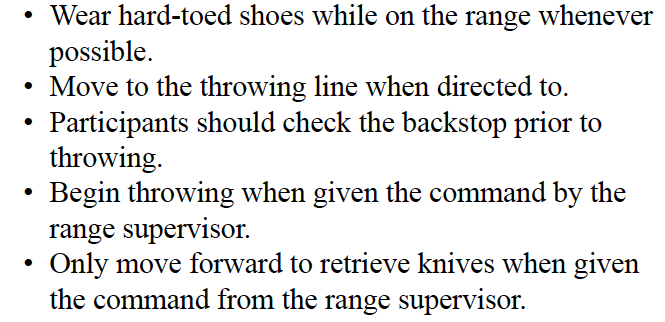 • Wear hard-toed shoes while on the range whenever
possible.
• Move to the throwing line when directed to.
• Participants should check the backstop prior to
throwing.
• Begin throwing when given the command by the
range supervisor.
• Only move forward to retrieve knives when given
the command from the range supervisor.